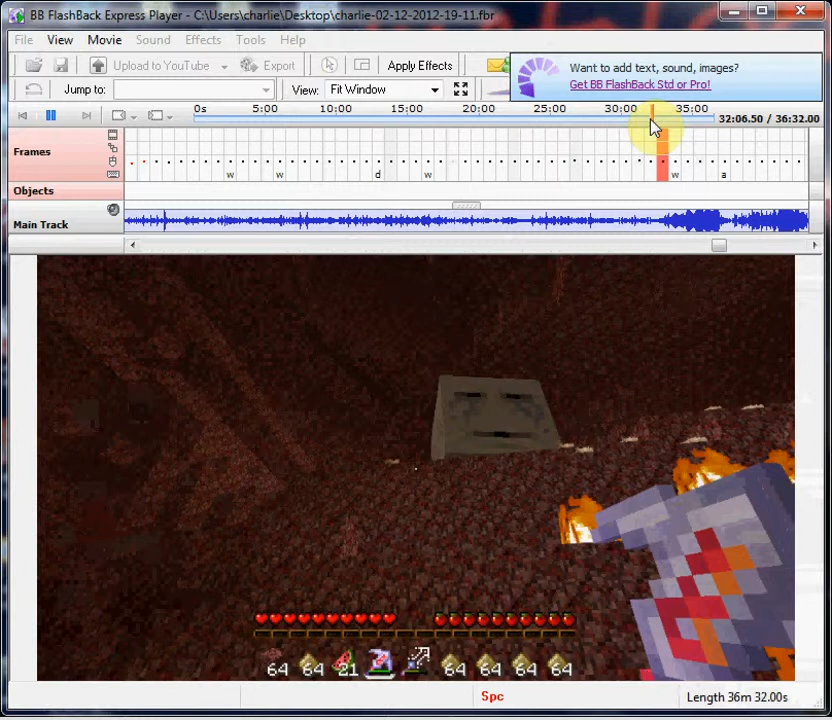 BB FlashBack Express Player - C:\Users\charlie\Desktop\charlie-02-12-2012-19-11.fbr
File View Movie Sound Effects Tools Help
Upload to YouTube Export Apply Effects
Want to add text, sound, images?
Get BB FlashBack Std or Pro!
Jump to: View: Fit Window
0s 5:00 10:00 15:00 20:00 25:00 30:00 35:00
32:06.50 / 36:32.00
Frames
w w d w w a
Objects
Main Track
64 64 21 64 64 64 64
Spc Length 36m 32.00s